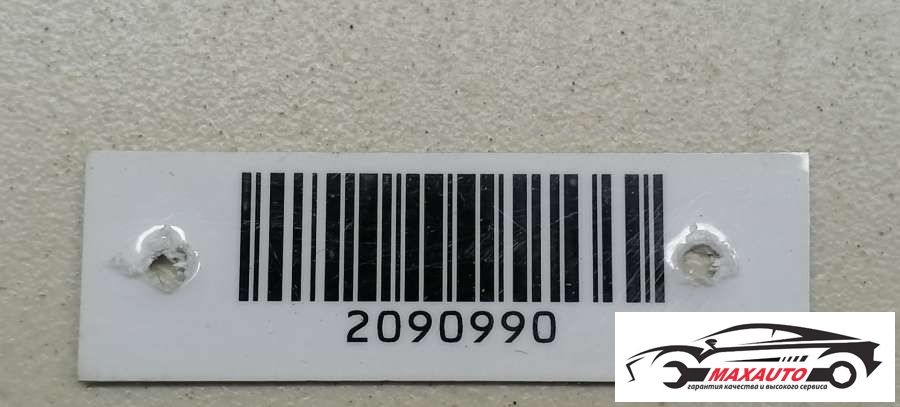 2090990
MAXAUTO
гарантия качества и высокого сервиса